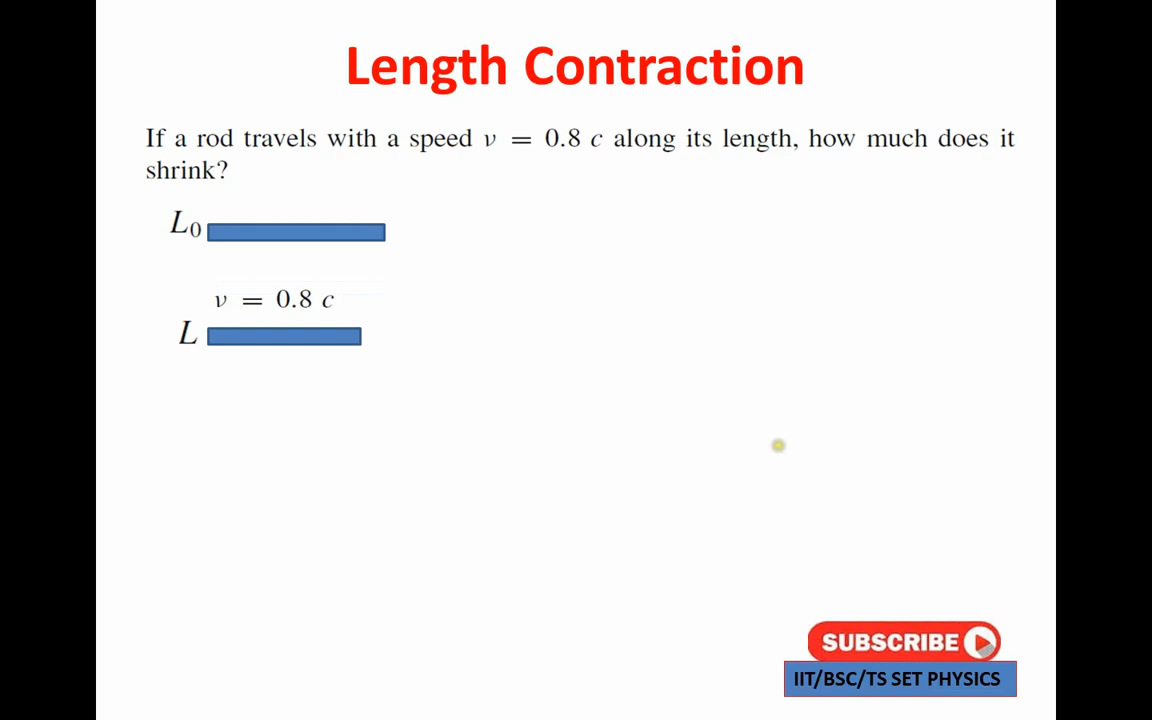 Length Contraction
If a rod travels with a speed ν = 0.8 c along its length, how much does it
shrink?
L₀
ν = 0.8 c
L
SUBSCRIBE
IIT/BSC/TS SET PHYSICS